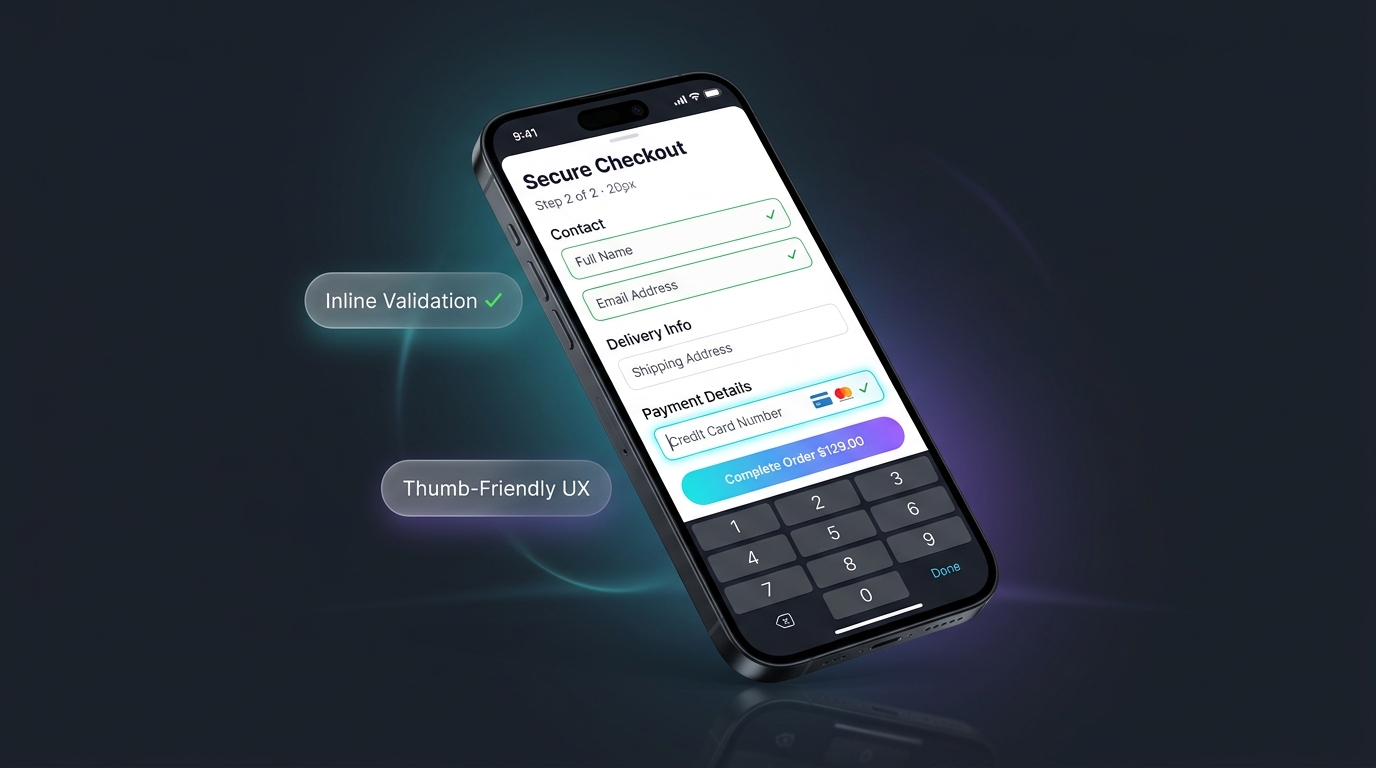 9:41
Secure Checkout
Step 2 of 2 · 20px
Contact
Full Name
Email Address
Inline Validation
Delivery Info
Shipping Address
Payment Details
Credit Card Number
Complete Order $129.00
Thumb-Friendly UX
1 2 3
4 5 6
7 8 9
0 Done